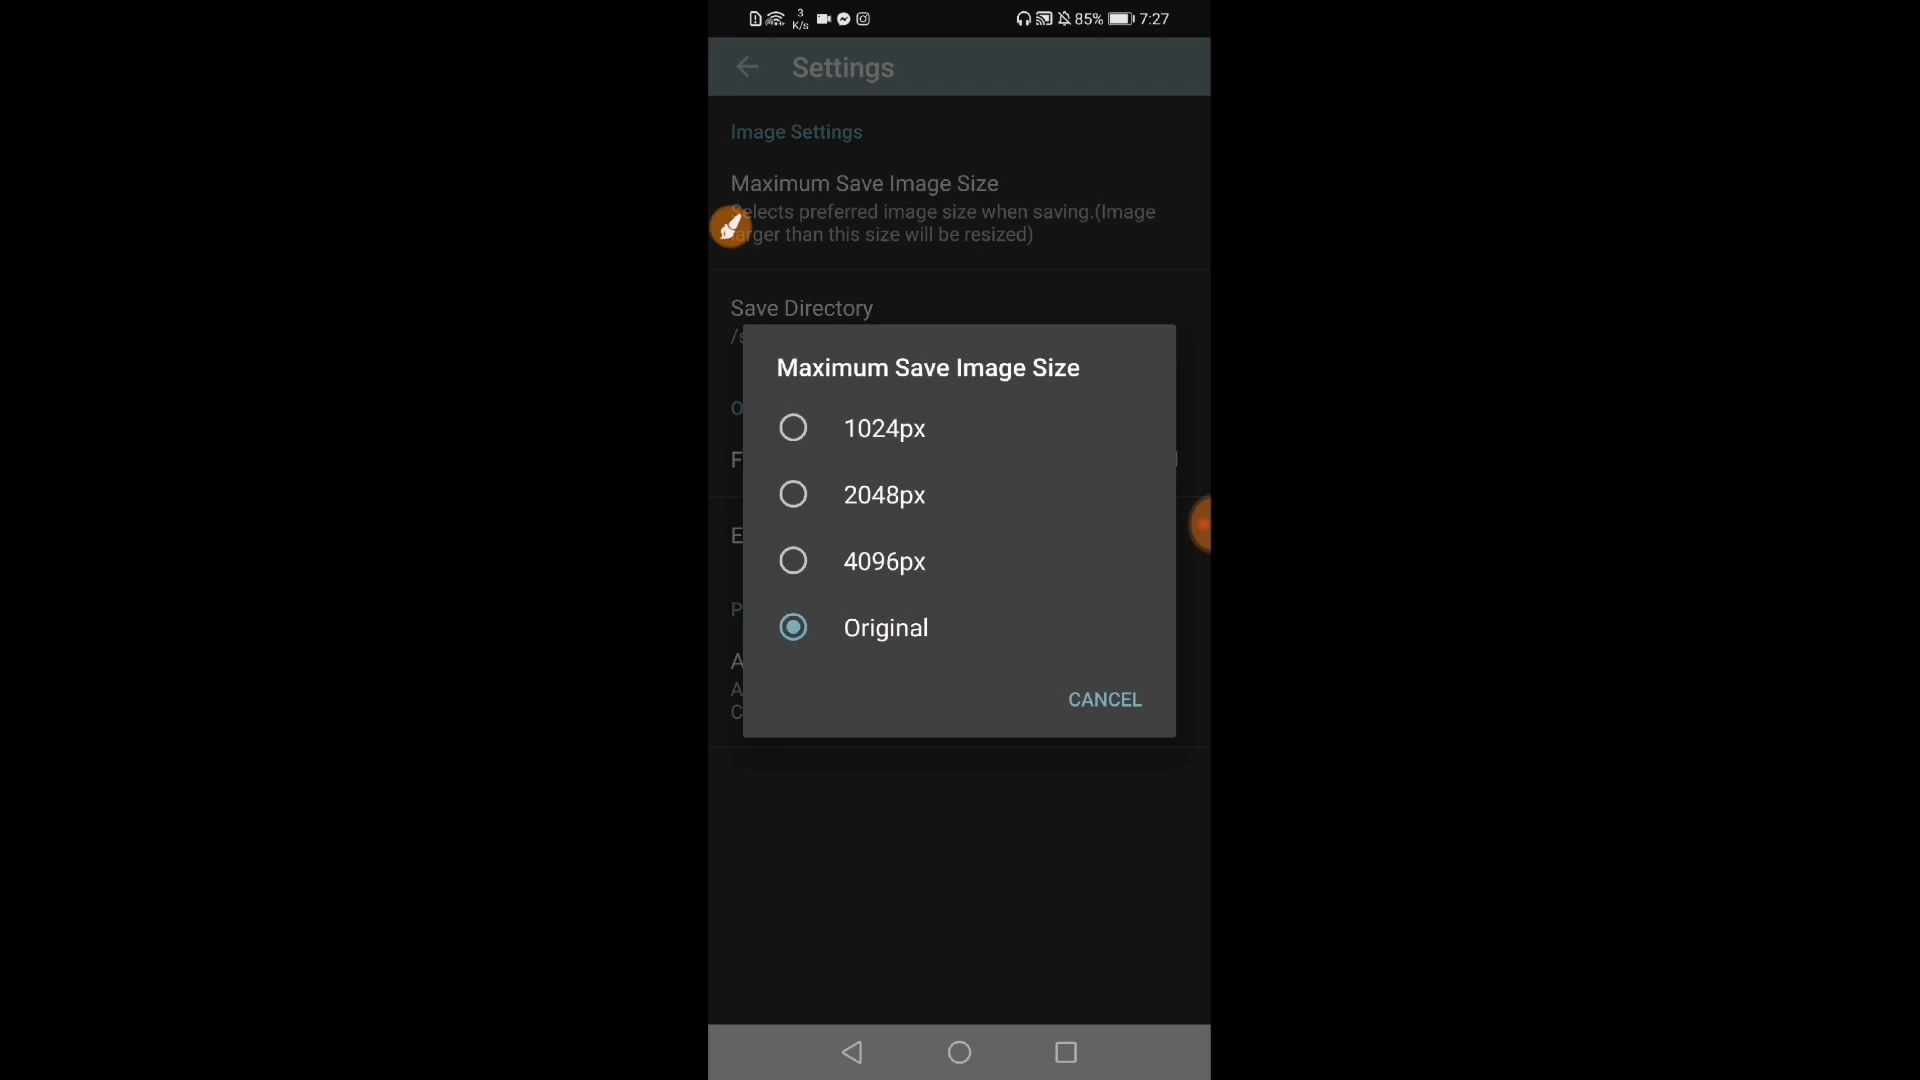 3
K/s
85% 7:27
Settings
Image Settings
Maximum Save Image Size
Selects preferred image size when saving.(Image
larger than this size will be resized)
Save Directory
Maximum Save Image Size
1024px
2048px
4096px
Original
CANCEL